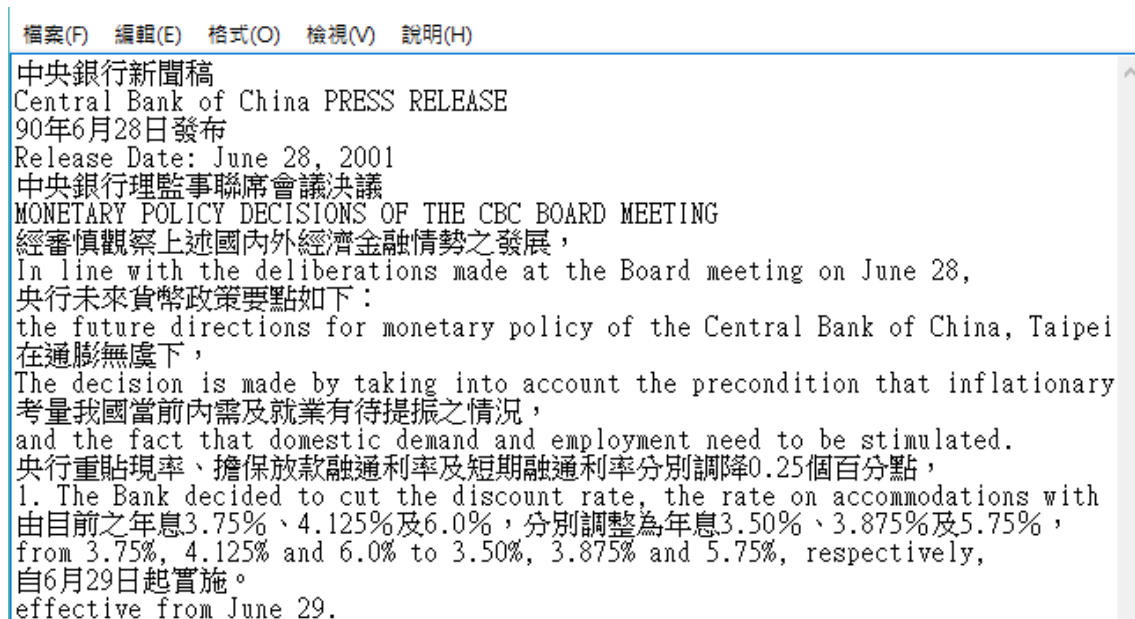 檔案(F) 編輯(E) 格式(O) 檢視(V) 說明(H)
中央銀行新聞稿
Central Bank of China PRESS RELEASE
90年6月28日發布
Release Date: June 28, 2001
中央銀行理監事聯席會議決議
MONETARY POLICY DECISIONS OF THE CBC BOARD MEETING
經審慎觀察上述國內外經濟金融情勢之發展，
In line with the deliberations made at the Board meeting on June 28,
央行未來貨幣政策要點如下：
the future directions for monetary policy of the Central Bank of China, Taipei
在通膨無虞下，
The decision is made by taking into account the precondition that inflationary
考量我國當前內需及就業有待提振之情況，
and the fact that domestic demand and employment need to be stimulated.
央行重貼現率、擔保放款融通利率及短期融通利率分別調降0.25個百分點，
1. The Bank decided to cut the discount rate, the rate on accommodations with
由目前之年息3.75%、4.125%及6.0%，分別調整為年息3.50%、3.875%及5.75%，
from 3.75%, 4.125% and 6.0% to 3.50%, 3.875% and 5.75%, respectively,
自6月29日起實施。
effective from June 29.